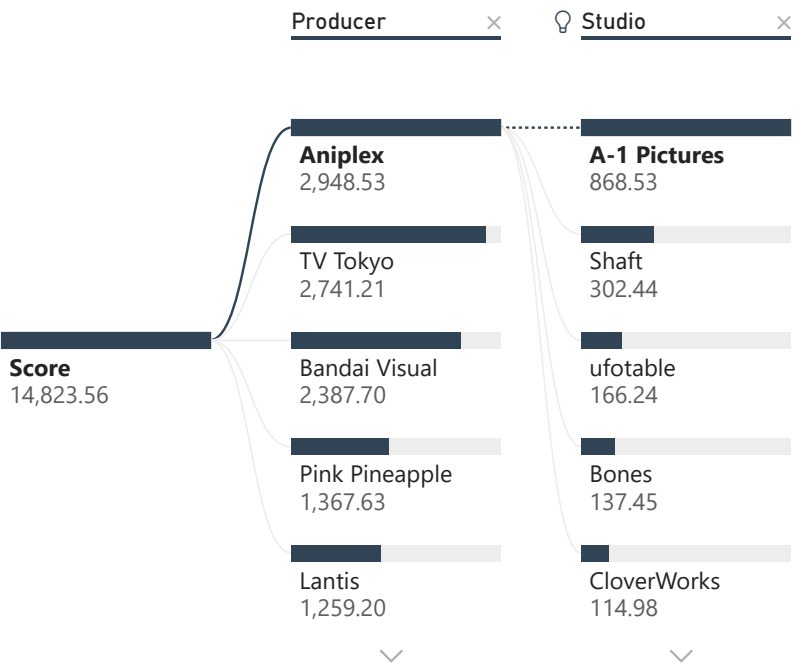 Producer
Studio
Aniplex
2,948.53
A-1 Pictures
868.53
TV Tokyo
2,741.21
Shaft
302.44
Score
14,823.56
Bandai Visual
2,387.70
ufotable
166.24
Pink Pineapple
1,367.63
Bones
137.45
Lantis
1,259.20
CloverWorks
114.98